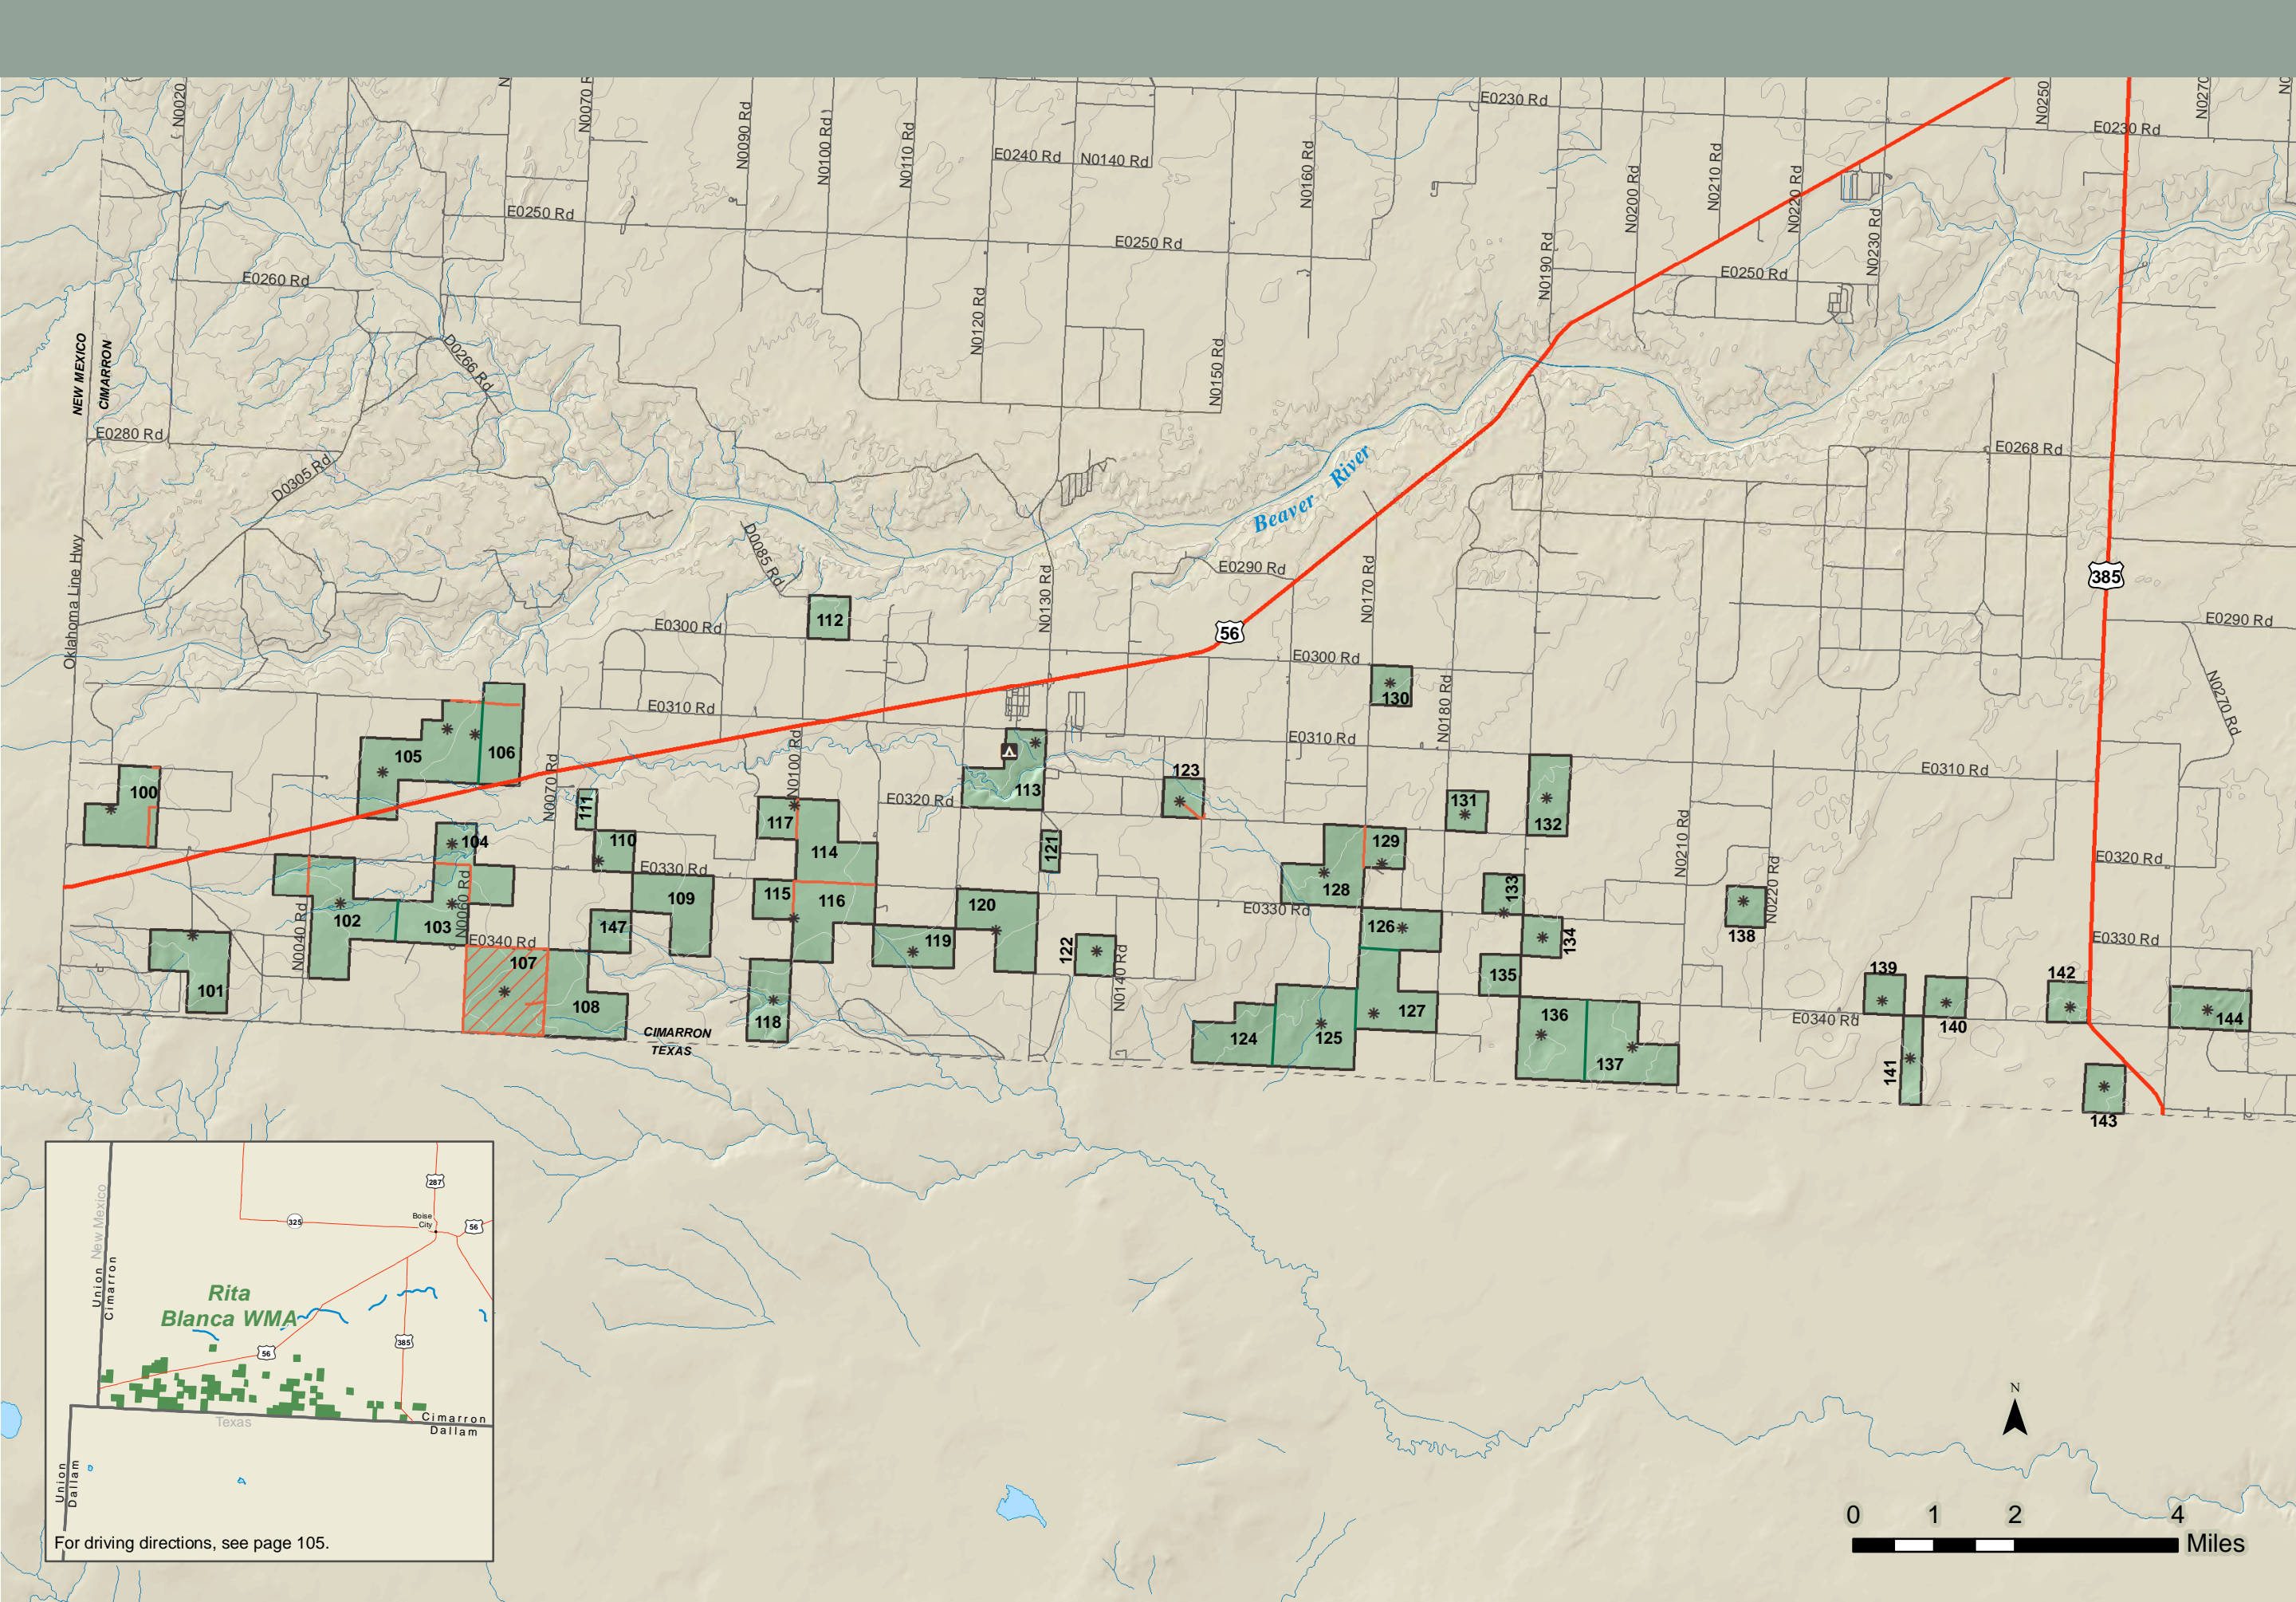 N0020
N
N0070 R
N0090 Rd
N0100 Rd
N0110 Rd
E0240 Rd
N0140 Rd
N0160 Rd
E0230 Rd
N0200 Rd
N0210 Rd
N0220 Rd
N0230 Rd
N0250
E0230 Rd
N0270
N0
E0250 Rd
E0250 Rd
N0190 Rd
E0250 Rd
E0260 Rd
N0120 Rd
N0150 Rd
D0266 Rd
NEW MEXICO
CIMARRON
E0280 Rd
D0305 Rd
E0268 Rd
Beaver River
Oklahoma Line Hwy
D0085 Rd
N0130 Rd
E0290 Rd
N0170 Rd
385
E0290 Rd
112
E0300 Rd
56
E0300 Rd
130
N0180 Rd
N0270 Rd
E0310 Rd
E0310 Rd
E0310 Rd
105
106
N0070 Rd
N0100 Rd
113
123
100
111
E0320 Rd
117
131
132
N0210 Rd
104
110
114
121
129
E0320 Rd
E0330 Rd
128
133
N0220 Rd
N0060 Rd
109
115
116
120
E0330 Rd
102
103
147
126
138
N0040 Rd
E0340 Rd
119
122
134
E0330 Rd
107
N0140 Rd
135
139
142
101
108
118
127
136
140
E0340 Rd
144
CIMARRON
TEXAS
124
125
137
141
143
287
325
Boise
City
56
New Mexico
Union
Cimarron
Rita
Blanca WMA
385
56
Texas
Cimarron
Dallam
Union
Dallam
For driving directions, see page 105.
N
0 1 2 4
Miles